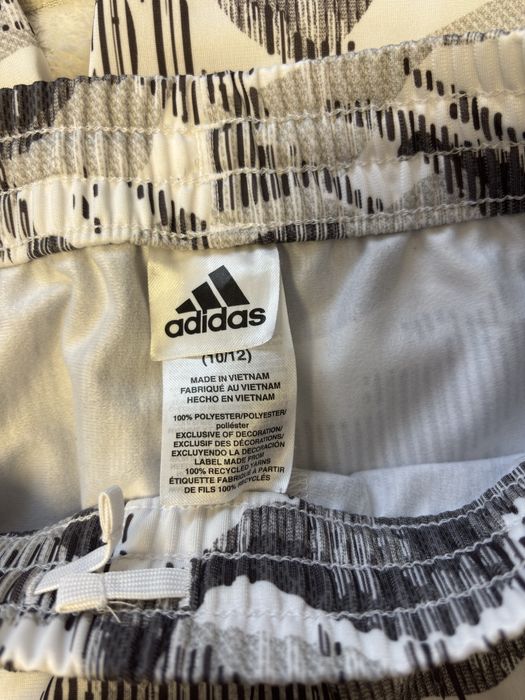 adidas
(10/12)
MADE IN VIETNAM
FABRIQUÉ AU VIETNAM
HECHO EN VIETNAM
100% POLYESTER/POLYESTER/
poliéster
EXCLUSIVE OF DECORATION/
EXCLUSIF DES DÉCORATIONS/
EXCLUYENDO LA DECORACIÓN
LABEL MADE FROM
100% RECYCLED YARNS
ÉTIQUETTE FABRIQUÉ À PARTIR
DE FILS 100% RECYCLÉS